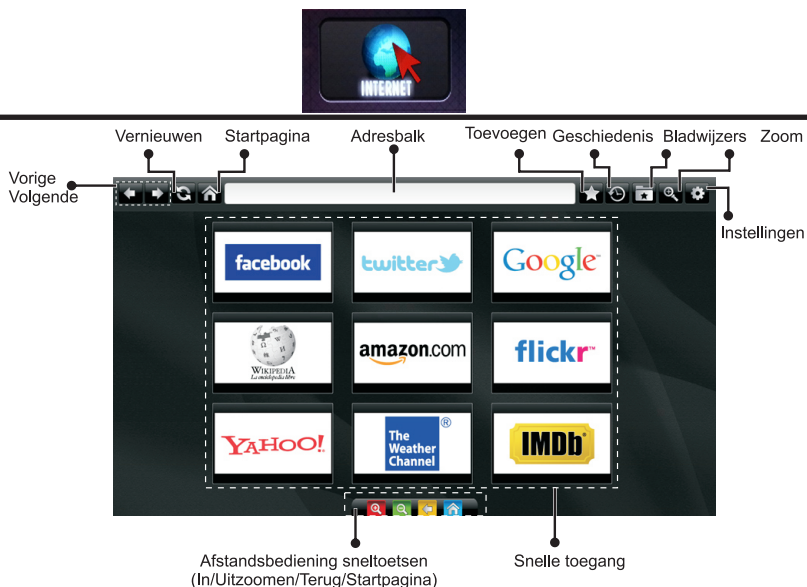 INTERNET
Vernieuwen Startpagina Adresbalk Toevoegen Geschiedenis Bladwijzers Zoom
Vorige
Volgende
Instellingen
facebook twitter Google
WIKIPEDIA
La enciclopedia libre
amazon.com flickr™
YAHOO!
The
Weather
Channel
®
IMDb
Afstandsbediening sneltoetsen
(In/Uitzoomen/Terug/Startpagina)
Snelle toegang